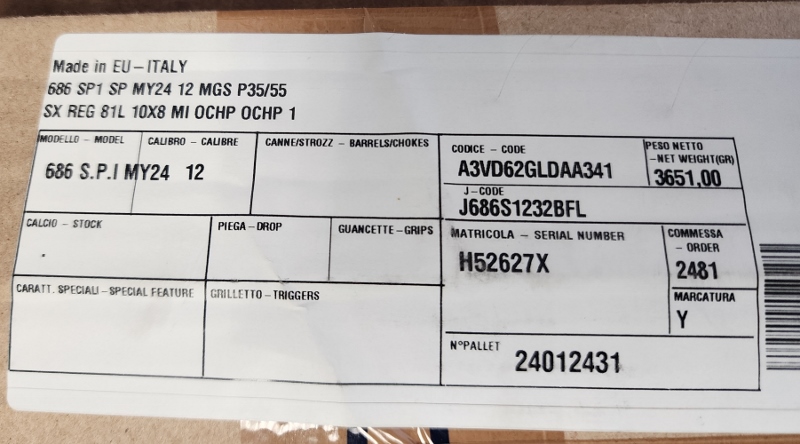 Made in EU-ITALY
686 SP1 SP MY24 12 MGS P35/55
SX REG 81L 10X8 MI OCHP OCHP 1
MODELLO - MODEL
686 S.P.I MY24
CALIBRO - CALIBRE
12
CANNE/STROZZ - BARRELS/CHOKES
CODICE - CODE
A3VD62GLDAA341
PESO NETTO
-NET WEIGHT(GR)
3651,00
J-CODE
J686S1232BFL
CALCIO - STOCK
PIEGA-DROP
GUANCETTE-GRIPS
MATRICOLA - SERIAL NUMBER
H52627X
COMMESSA
- ORDER
2481
CARATT. SPECIALI-SPECIAL FEATURE
GRILLETTO-TRIGGERS
MARCATURA
Y
N°PALLET
24012431